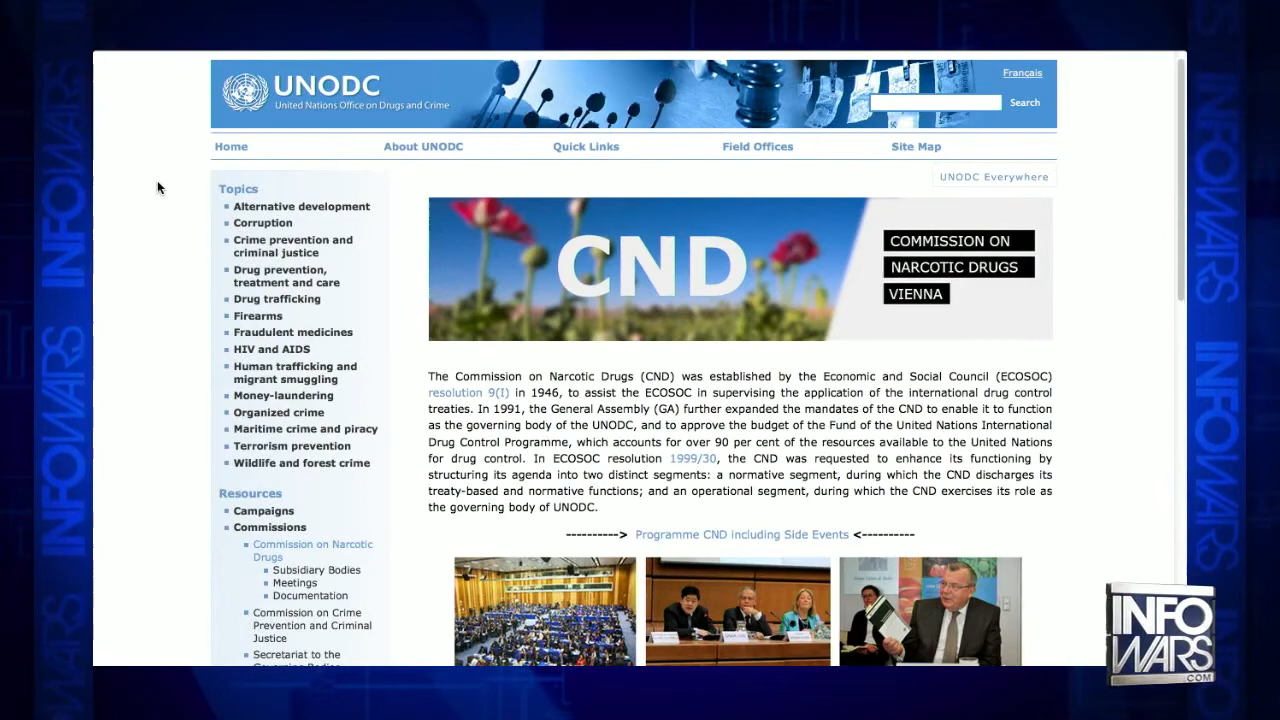 UNODC
United Nations Office on Drugs and Crime
Français
Search
Home
About UNODC
Quick Links
Field Offices
Site Map
UNODC Everywhere
Topics
Alternative development
Corruption
Crime prevention and
criminal justice
Drug prevention,
treatment and care
Drug trafficking
Firearms
Fraudulent medicines
HIV and AIDS
Human trafficking and
migrant smuggling
Money-laundering
Organized crime
Maritime crime and piracy
Terrorism prevention
Wildlife and forest crime
Resources
Campaigns
Commissions
Commission on Narcotic
Drugs
Subsidiary Bodies
Meetings
Documentation
Commission on Crime
Prevention and Criminal
Justice
Secretariat to the
CND
COMMISSION ON
NARCOTIC DRUGS
VIENNA
The Commission on Narcotic Drugs (CND) was established by the Economic and Social Council (ECOSOC)
resolution 9(I) in 1946, to assist the ECOSOC in supervising the application of the international drug control
treaties. In 1991, the General Assembly (GA) further expanded the mandates of the CND to enable it to function
as the governing body of the UNODC, and to approve the budget of the Fund of the United Nations International
Drug Control Programme, which accounts for over 90 per cent of the resources available to the United Nations
for drug control. In ECOSOC resolution 1999/30, the CND was requested to enhance its functioning by
structuring its agenda into two distinct segments: a normative segment, during which the CND discharges its
treaty-based and normative functions; and an operational segment, during which the CND exercises its role as
the governing body of UNODC.
----------> Programme CND including Side Events <----------
INFOWARS
INFOWARS
INFOWARS
INFOWARS
INFO
WARS
.COM